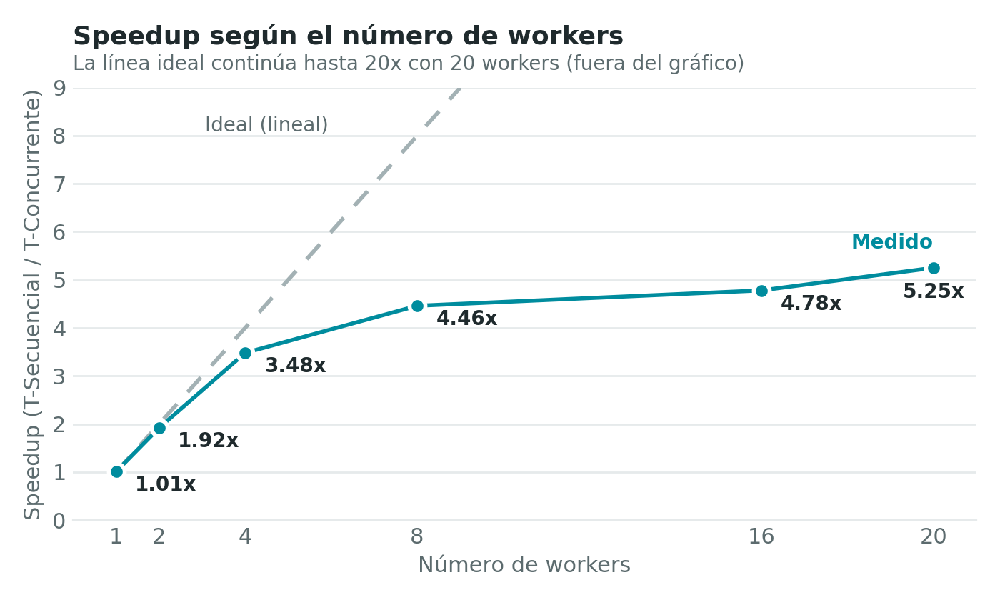 Speedup según el número de workers
La línea ideal continúa hasta 20x con 20 workers (fuera del gráfico)
Speedup (T-Secuencial / T-Concurrente)
9
8
7
6
5
4
3
2
1
0
Ideal (lineal)
Medido
1.01x
1.92x
3.48x
4.46x
4.78x
5.25x
1 2 4 8 16 20
Número de workers